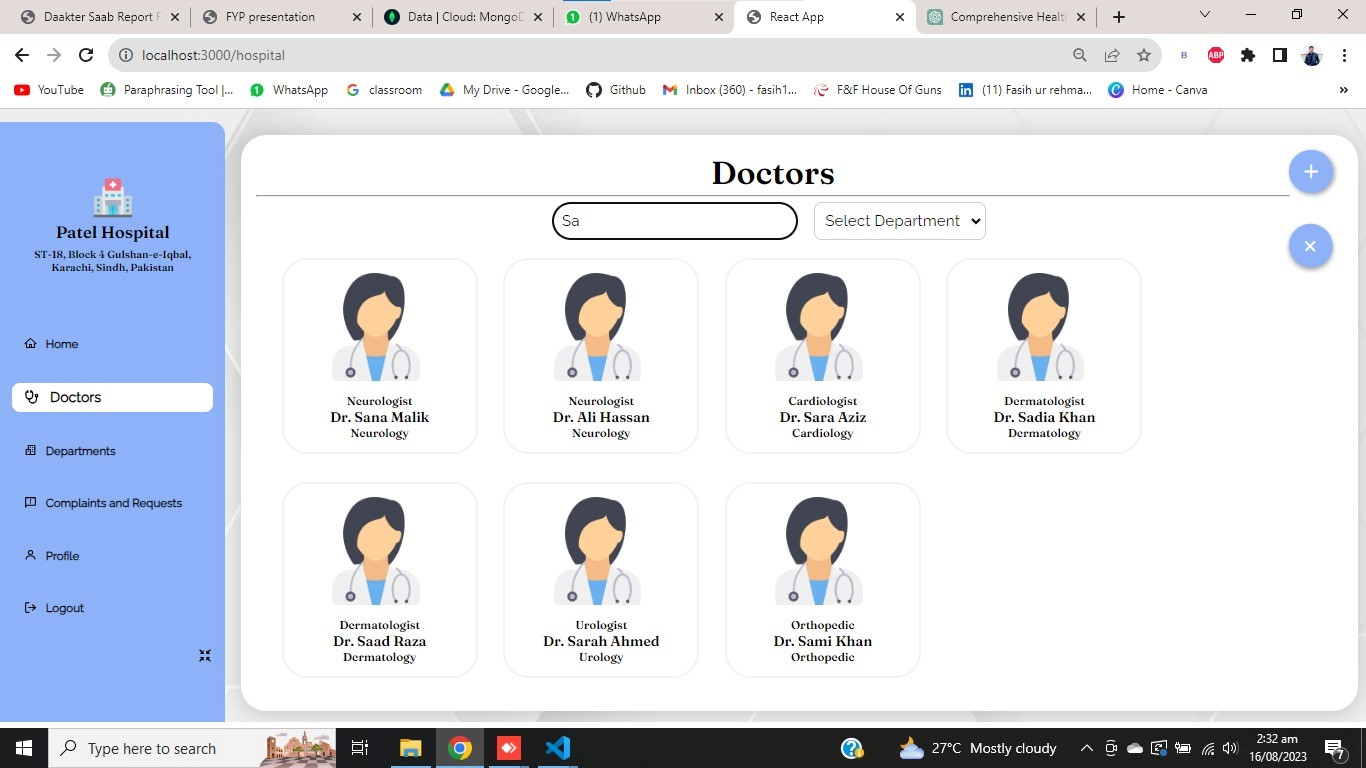 Daakter Saab Report F
FYP presentation
Data | Cloud: MongoD
(1) WhatsApp
React App
Comprehensive Health
localhost:3000/hospital
YouTube
Paraphrasing Tool |...
WhatsApp
classroom
My Drive - Google...
Github
Inbox (360) - fasih1...
F&F House Of Guns
(11) Fasih ur rehma...
Home - Canva
Patel Hospital
ST-18, Block 4 Gulshan-e-Iqbal,
Karachi, Sindh, Pakistan
Home
Doctors
Departments
Complaints and Requests
Profile
Logout
Doctors
Sa
Select Department
Neurologist
Dr. Sana Malik
Neurology
Neurologist
Dr. Ali Hassan
Neurology
Cardiologist
Dr. Sara Aziz
Cardiology
Dermatologist
Dr. Sadia Khan
Dermatology
Dermatologist
Dr. Saad Raza
Dermatology
Urologist
Dr. Sarah Ahmed
Urology
Orthopedic
Dr. Sami Khan
Orthopedic
Type here to search
27°C Mostly cloudy
2:32 am
16/08/2023
7